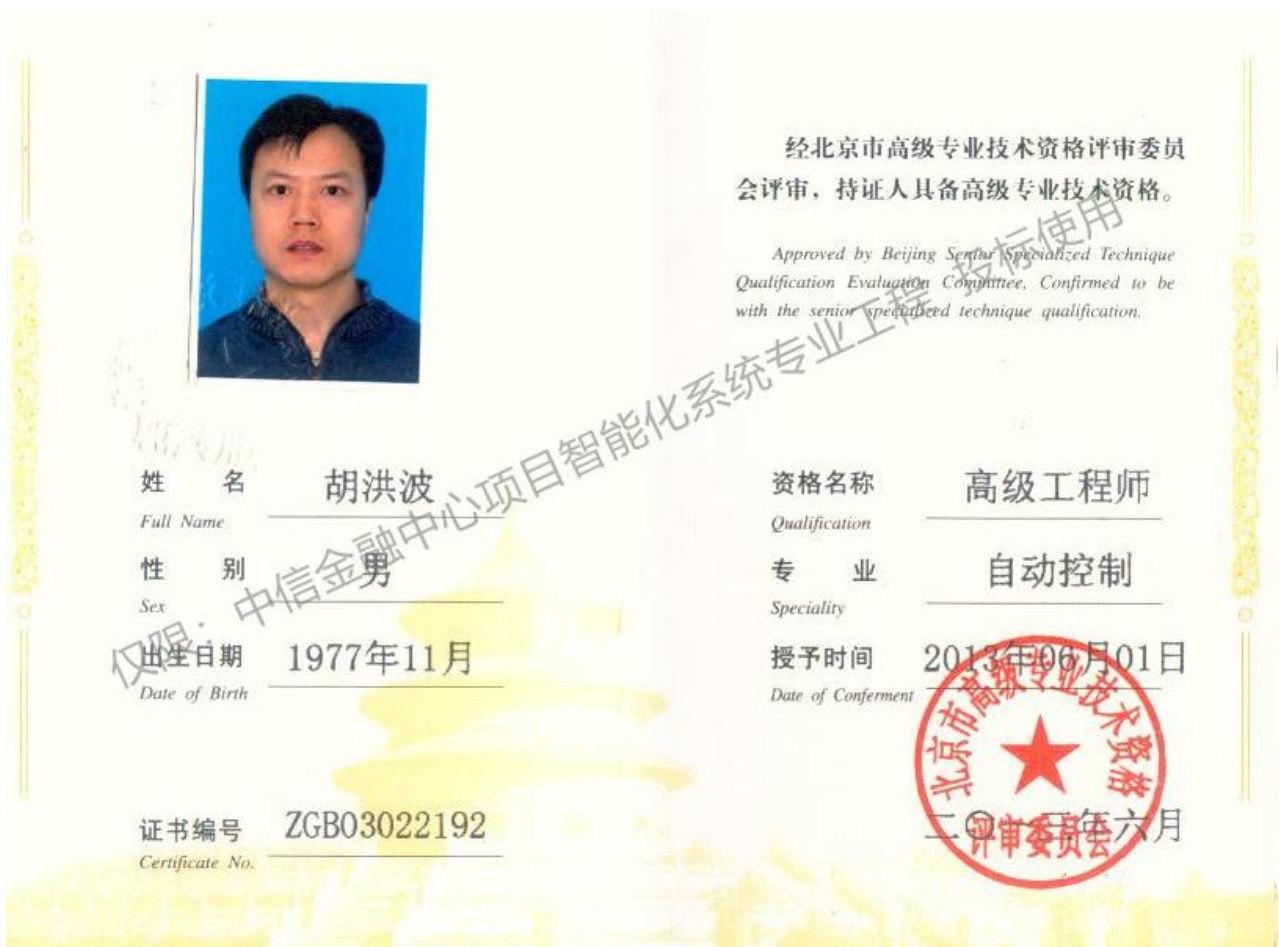 经北京市高级专业技术资格评审委员
会评审，持证人具备高级专业技术资格。
Approved by Beijing Senior Specialized Technique
Qualification Evaluation Committee, Confirmed to be
with the senior specialized technique qualification.
姓 名 胡洪波
Full Name
性 别 男
Sex
出生日期 1977年11月
Date of Birth
证书编号 ZGB03022192
Certificate No.
资格名称 高级工程师
Qualification
专 业 自动控制
Speciality
授予时间 2013年06月01日
Date of Conferment
北京市高级专业技术资格
评审委员会
二〇一三年六月
仅限：中信金融中心项目智能化系统专业工程 投标使用